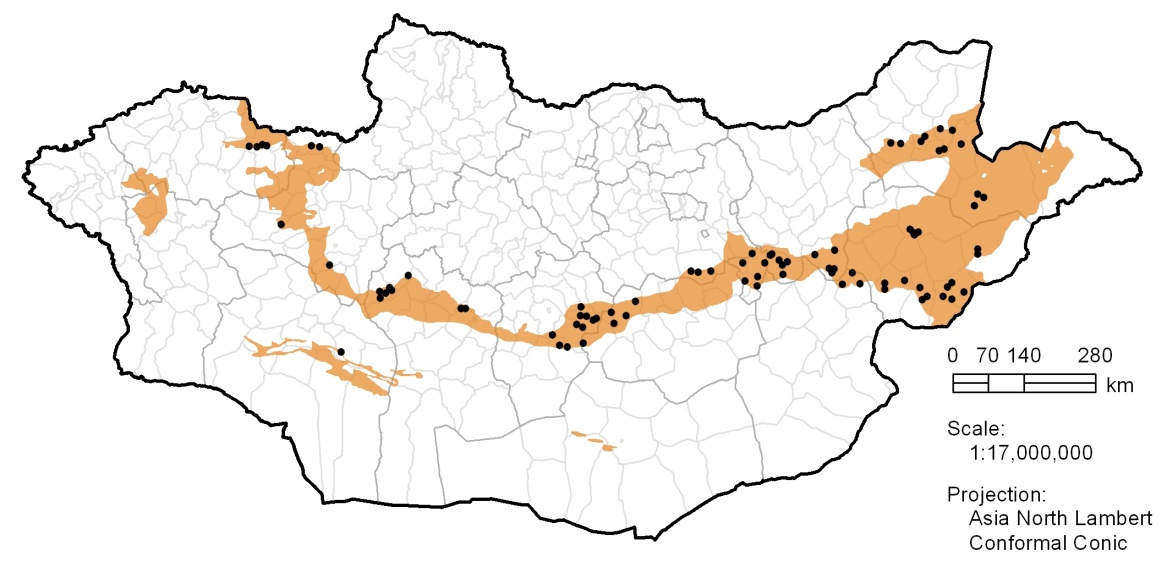 0 70 140 280
km
Scale:
1:17,000,000
Projection:
Asia North Lambert
Conformal Conic